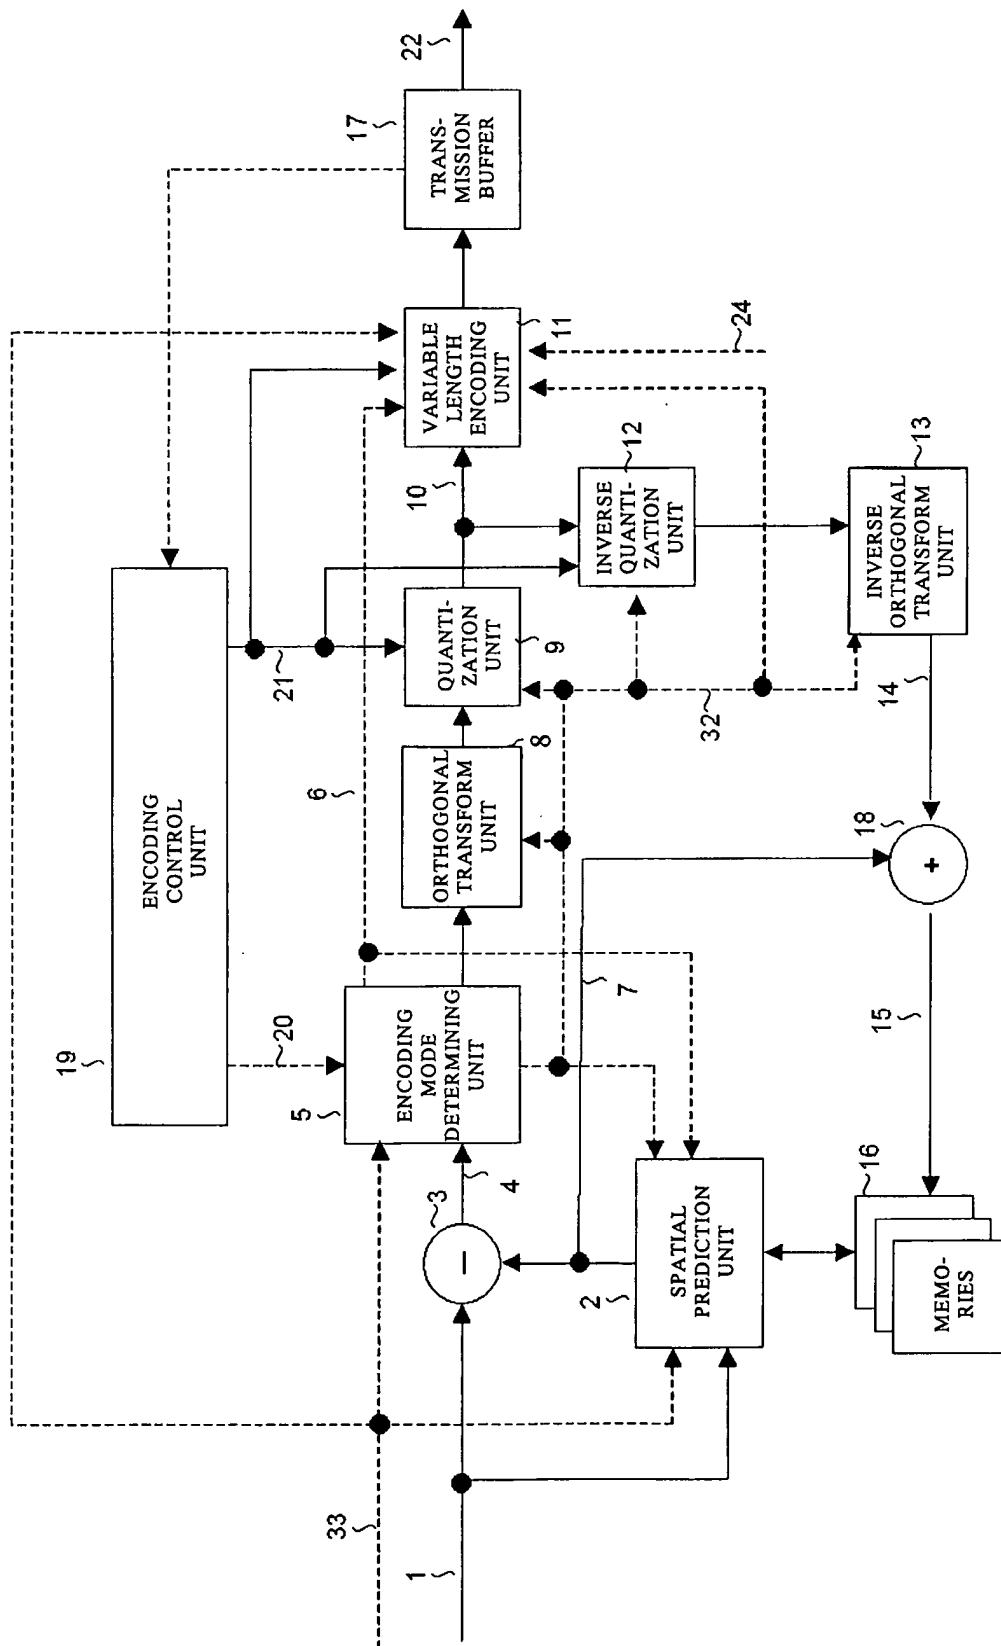 19
ENCODING
CONTROL
UNIT
33
1
3
4
5
ENCODING
MODE
DETERMINING
UNIT
20
6
ORTHOGONAL
TRANSFORM
UNIT
8
21
QUANTI-
ZATION
UNIT
9
10
VARIABLE
LENGTH
ENCODING
UNIT
11
TRANS-
MISSION
BUFFER
17
22
24
2
SPATIAL
PREDICTION
UNIT
7
32
INVERSE
QUANTI-
ZATION
UNIT
12
MEMO-
RIES
16
15
18
14
INVERSE
ORTHOGONAL
TRANSFORM
UNIT
13
−
+